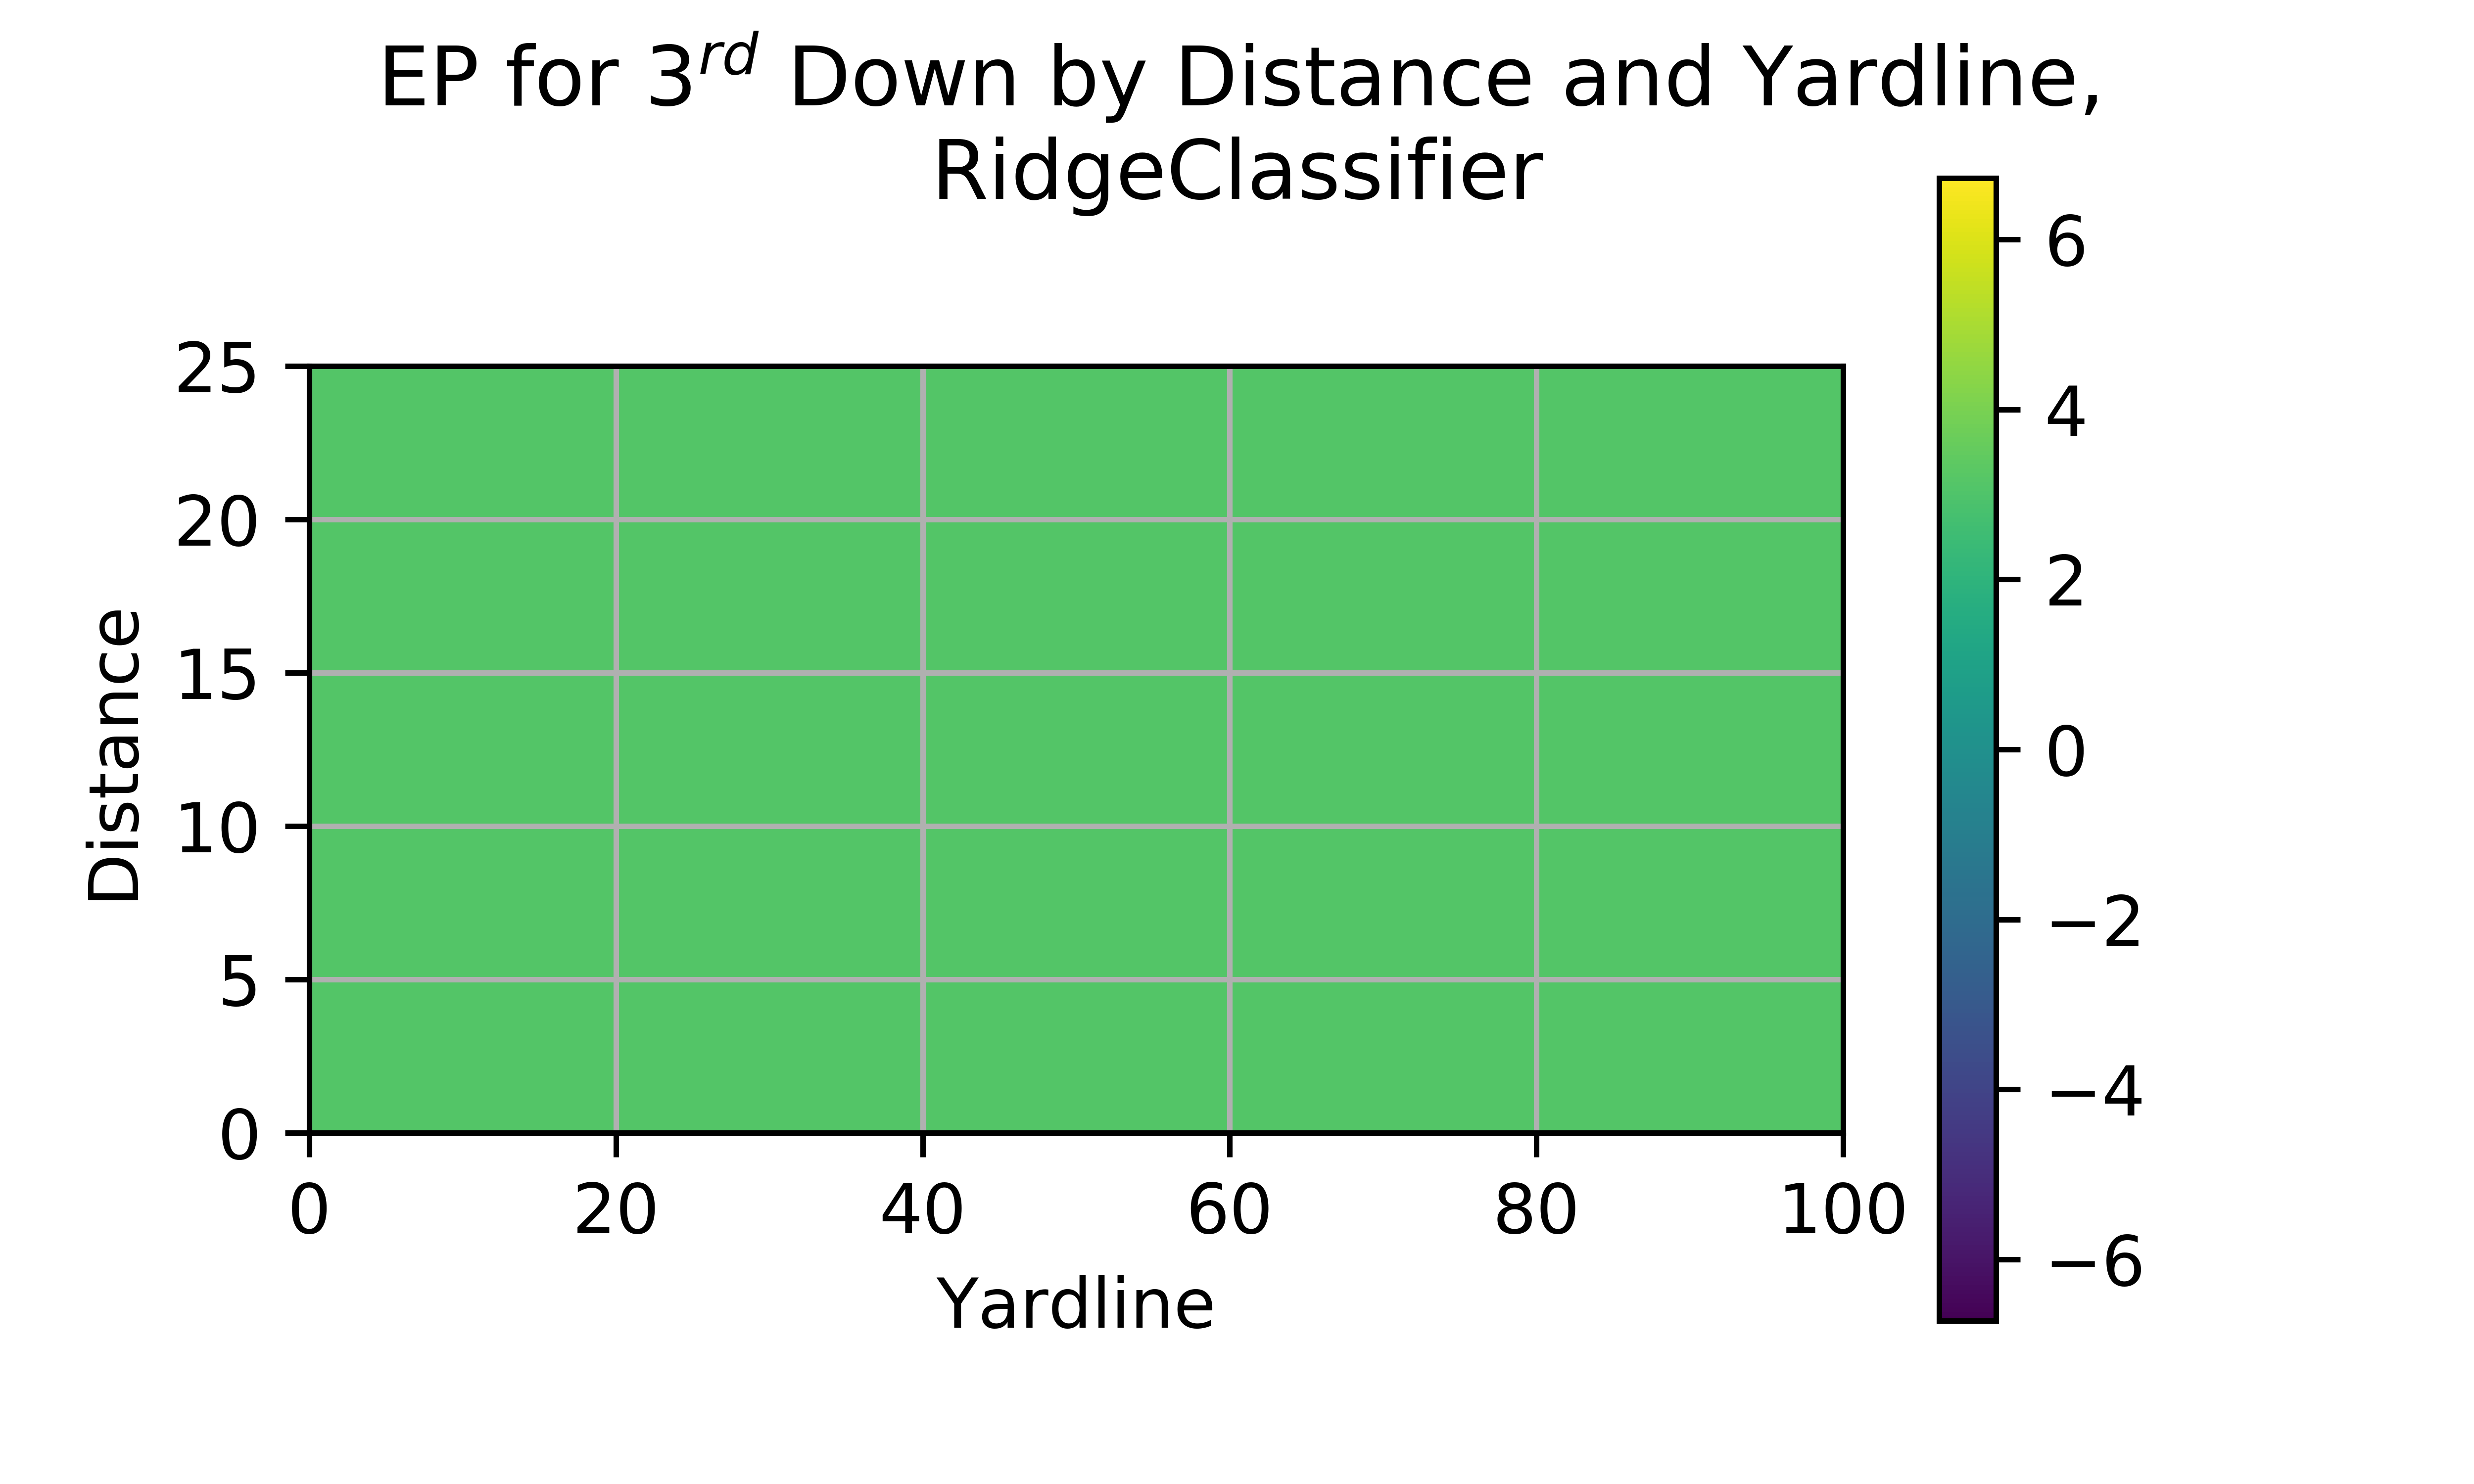 EP for 3rd Down by Distance and Yardline,
RidgeClassifier
25
20
15
10
5
0
Distance
0 20 40 60 80 100
Yardline
6
4
2
0
−2
−4
−6